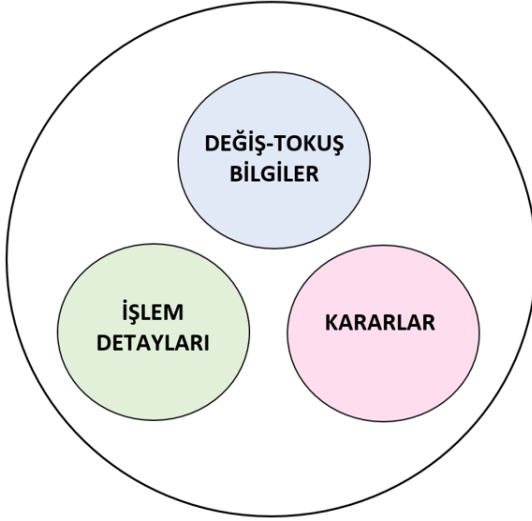 DEĞİŞ-TOKUŞ
BİLGİLER
İŞLEM
DETAYLARI
KARARLAR